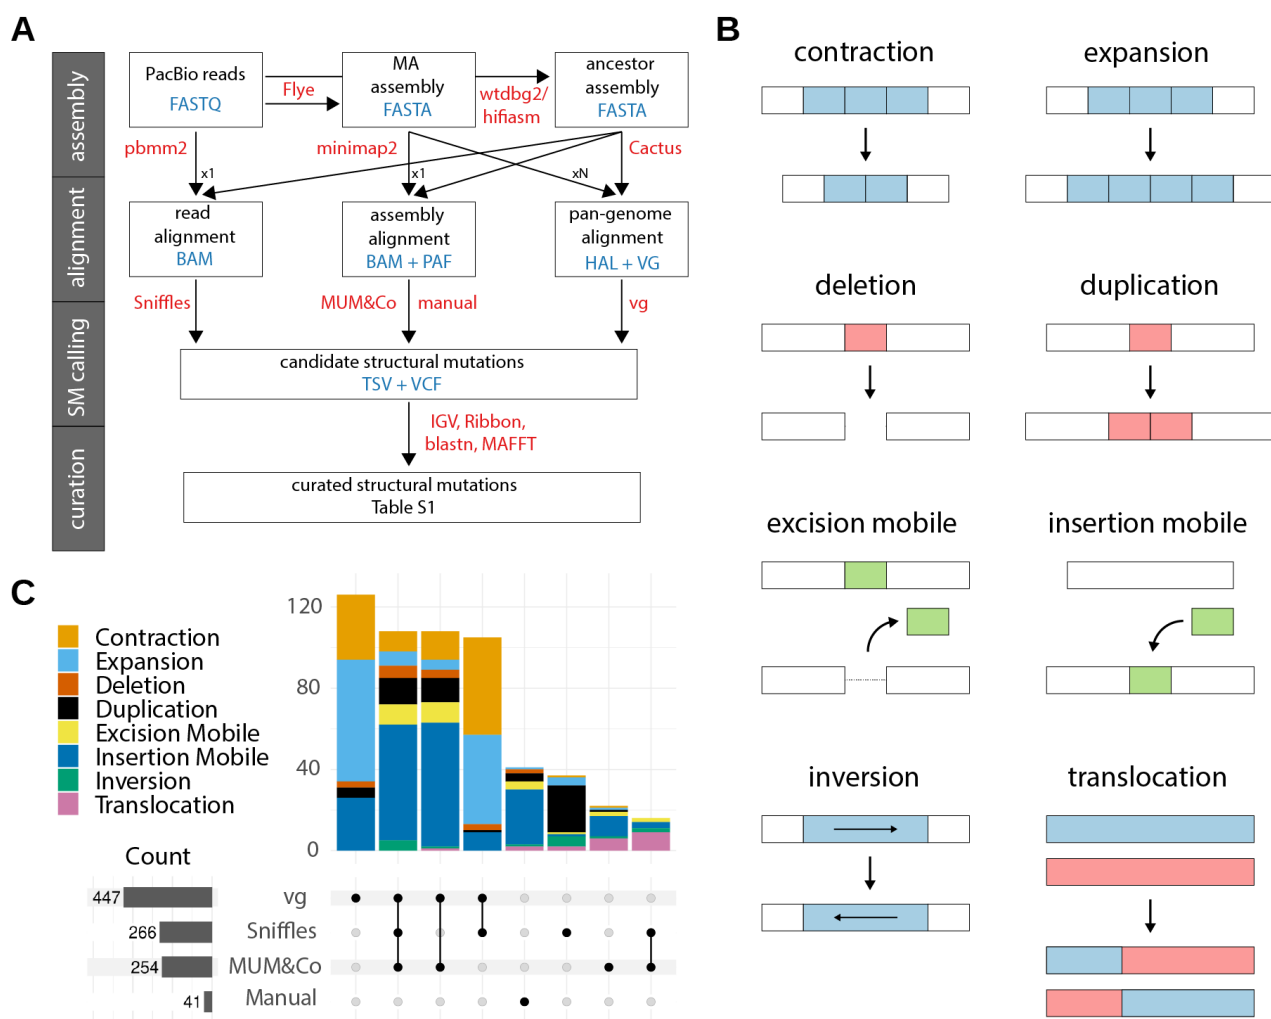 A
assembly
alignment
SM calling
curation
PacBio reads
FASTQ
Flye
MA
assembly
FASTA
wtdbg2/
hifiasm
ancestor
assembly
FASTA
pbmm2
x1
minimap2
x1
xN
Cactus
read
alignment
BAM
assembly
alignment
BAM + PAF
pan-genome
alignment
HAL + VG
Sniffles
MUM&Co
manual
vg
candidate structural mutations
TSV + VCF
IGV, Ribbon,
blastn, MAFFT
curated structural mutations
Table S1
B
contraction
expansion
deletion
duplication
excision mobile
insertion mobile
inversion
translocation
C
Contraction
Expansion
Deletion
Duplication
Excision Mobile
Insertion Mobile
Inversion
Translocation
120
80
40
0
Count
447
vg
266
Sniffles
254
MUM&Co
41
Manual